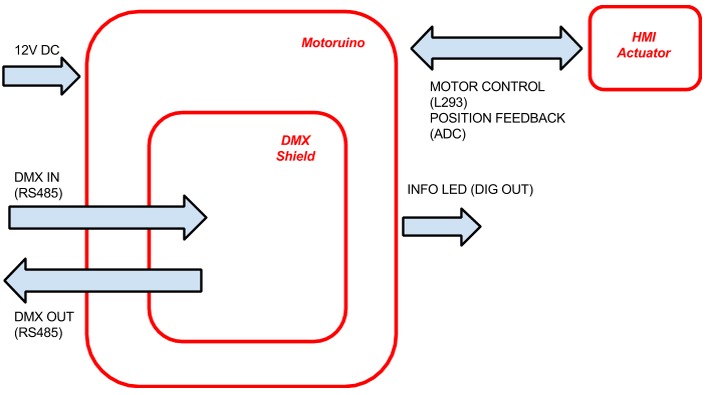 12V DC
Motoruino
HMI
Actuator
MOTOR CONTROL
(L293)
POSITION FEEDBACK
(ADC)
DMX
Shield
DMX IN
(RS485)
INFO LED (DIG OUT)
DMX OUT
(RS485)